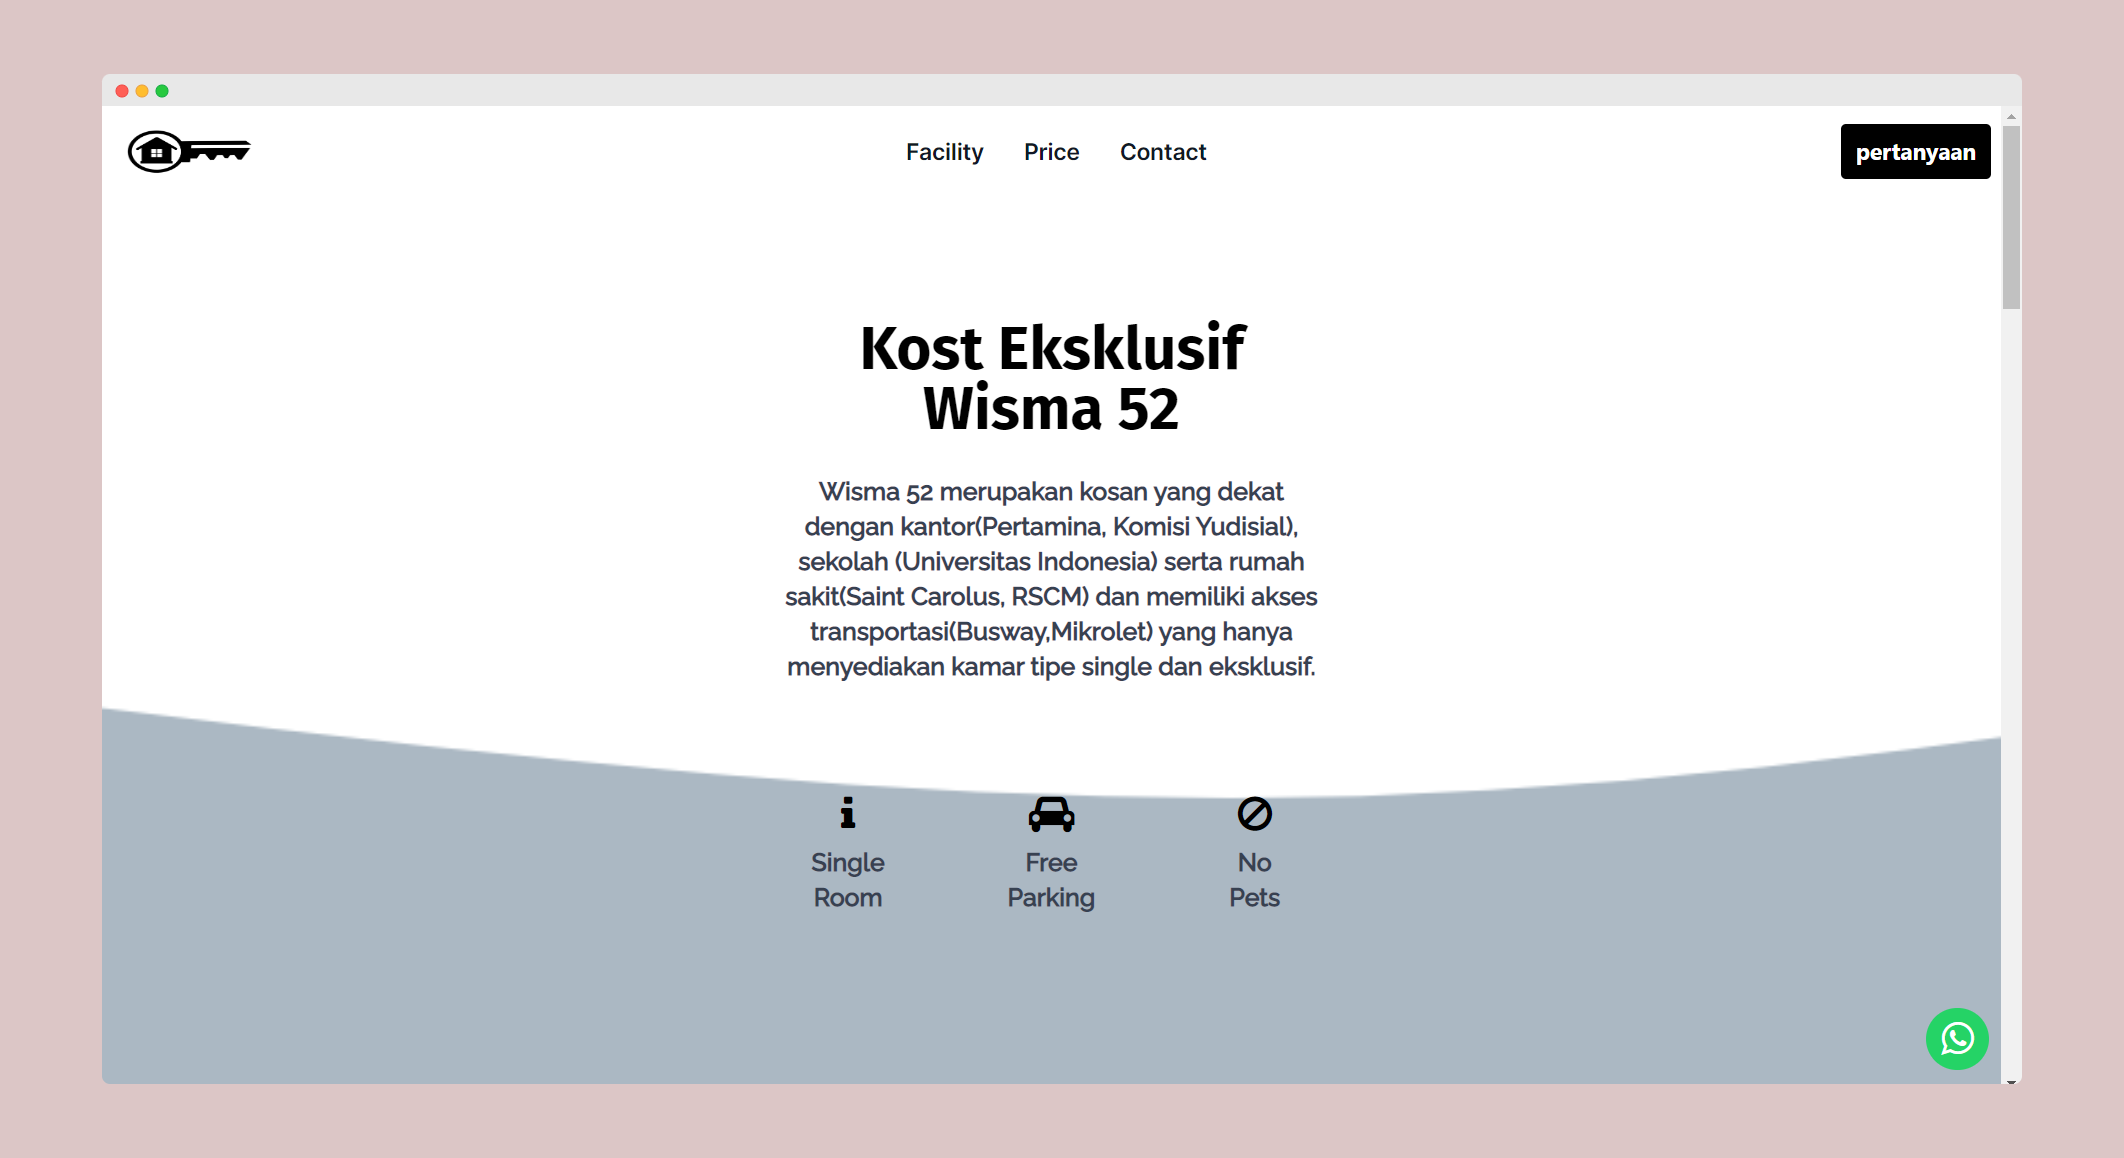 Facility Price Contact pertanyaan
Kost Eksklusif
Wisma 52
Wisma 52 merupakan kosan yang dekat
dengan kantor(Pertamina, Komisi Yudisial),
sekolah (Universitas Indonesia) serta rumah
sakit(Saint Carolus, RSCM) dan memiliki akses
transportasi(Busway,Mikrolet) yang hanya
menyediakan kamar tipe single dan eksklusif.
Single
Room
Free
Parking
No
Pets